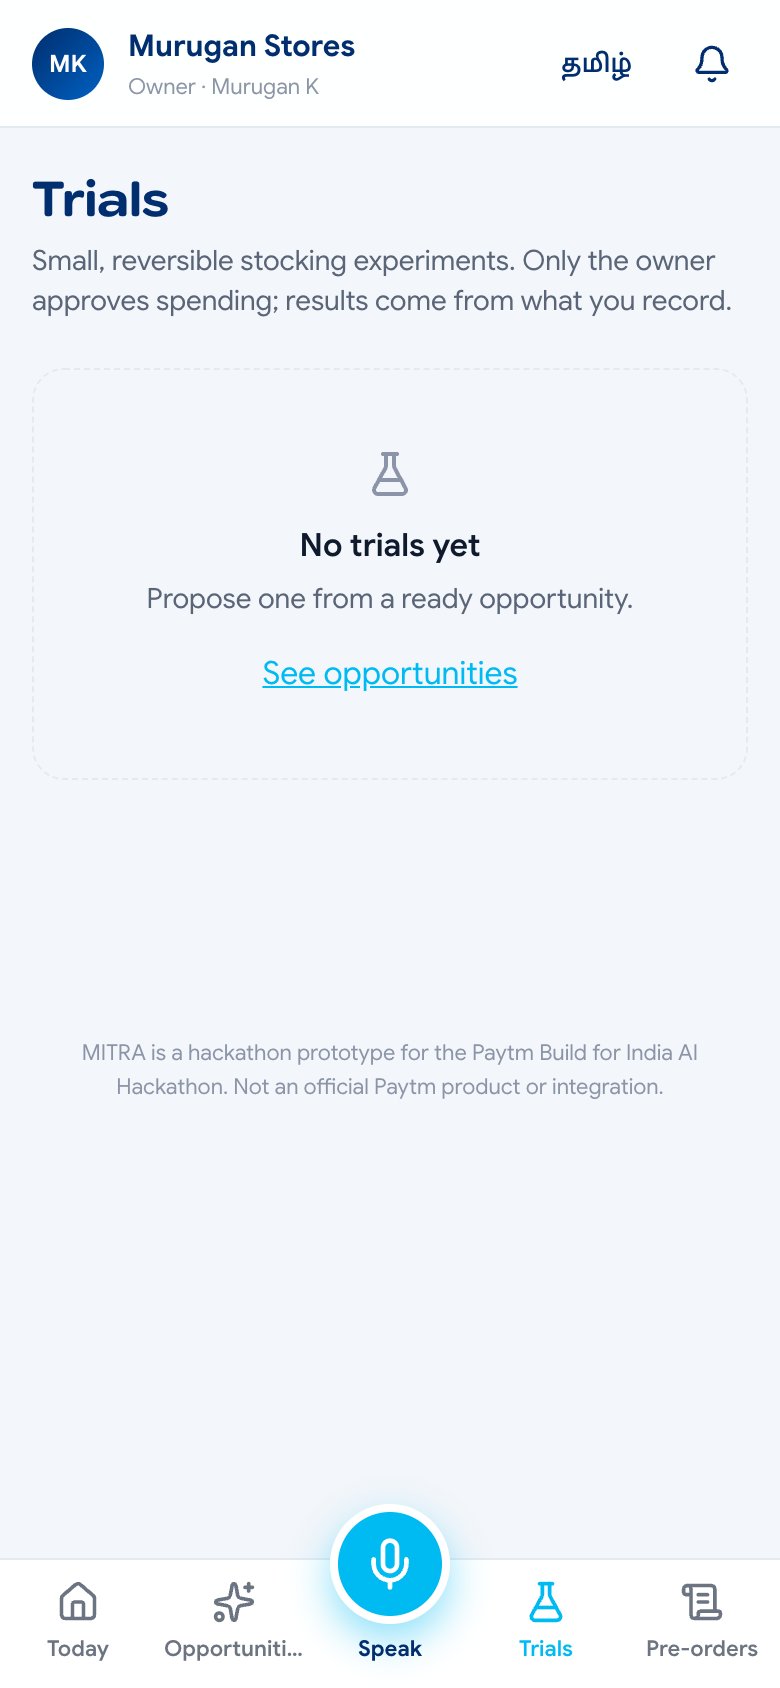 MK
Murugan Stores
Owner · Murugan K
தமிழ்
Trials
Small, reversible stocking experiments. Only the owner
approves spending; results come from what you record.
No trials yet
Propose one from a ready opportunity.
See opportunities
MITRA is a hackathon prototype for the Paytm Build for India AI
Hackathon. Not an official Paytm product or integration.
Today
Opportuniti...
Speak
Trials
Pre-orders